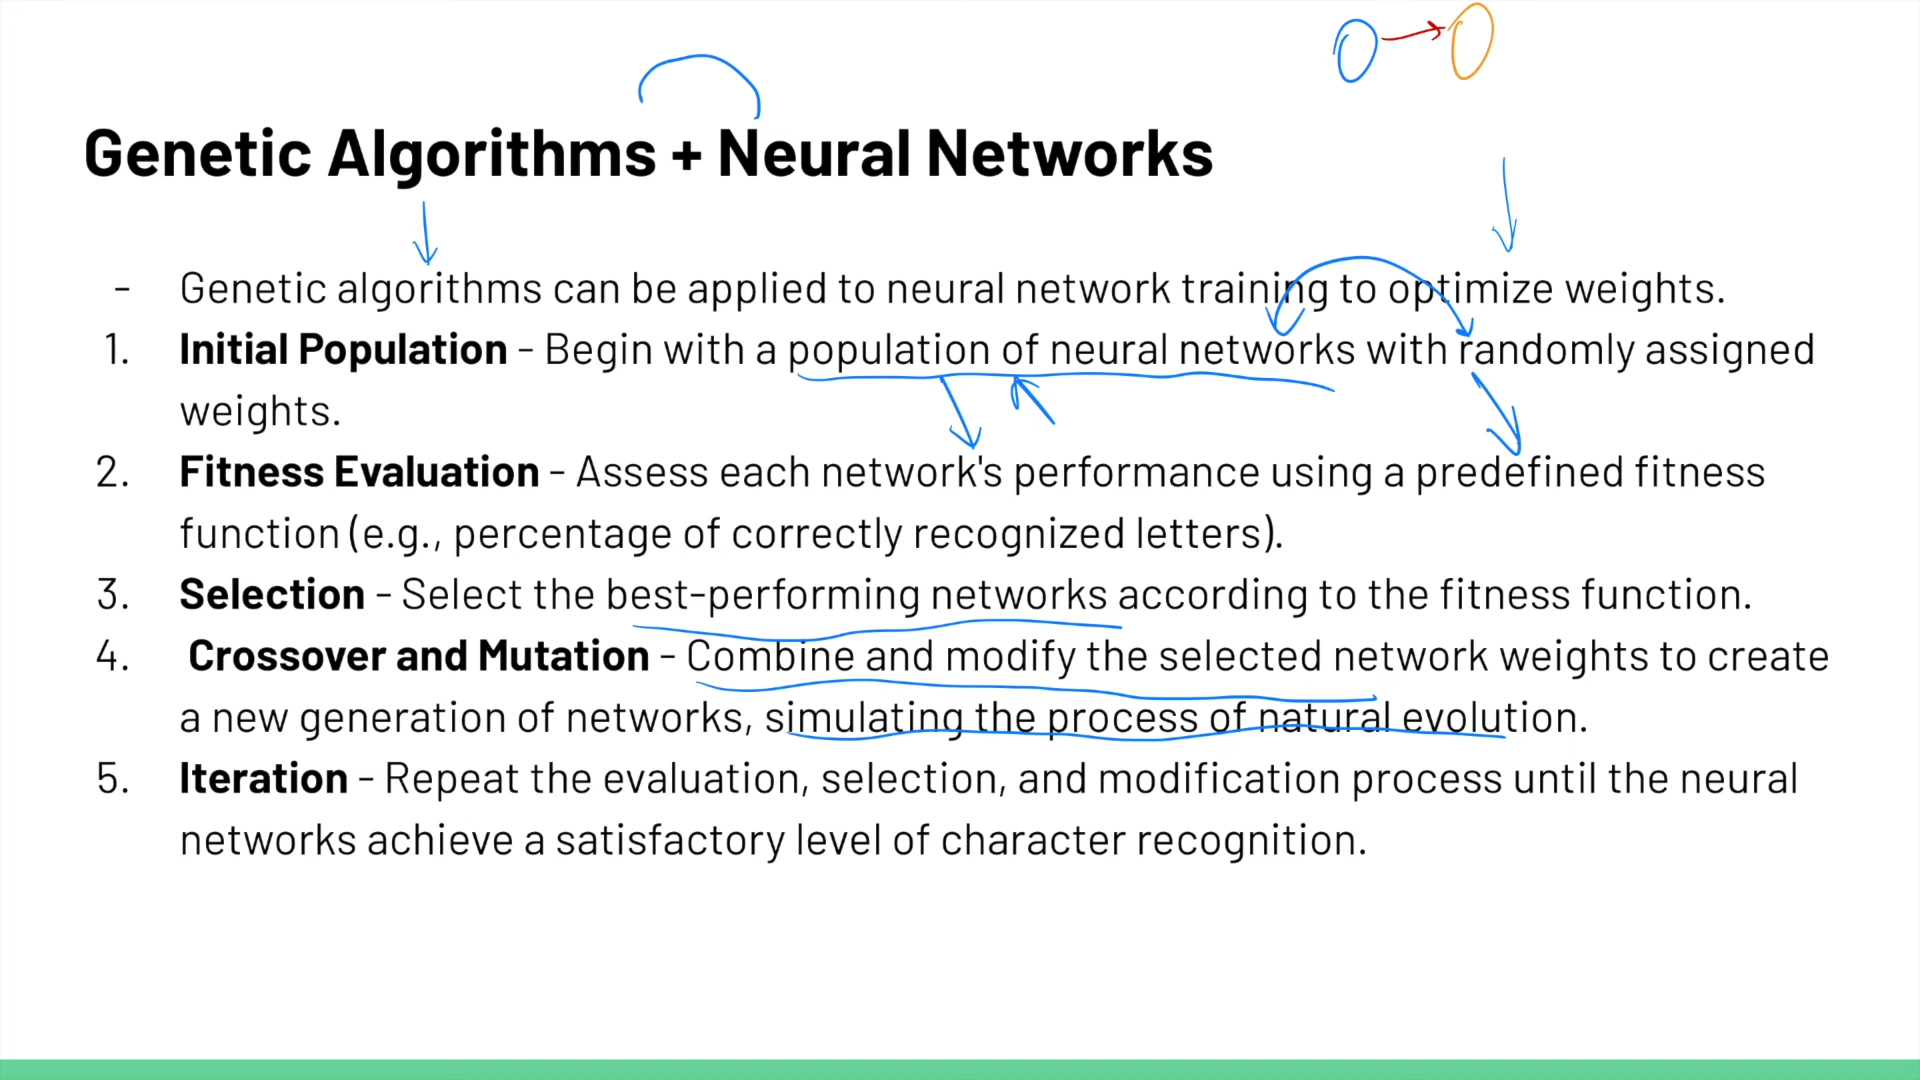 Genetic Algorithms + Neural Networks
- Genetic algorithms can be applied to neural network training to optimize weights.
1. Initial Population - Begin with a population of neural networks with randomly assigned
weights.
2. Fitness Evaluation - Assess each network's performance using a predefined fitness
function (e.g., percentage of correctly recognized letters).
3. Selection - Select the best-performing networks according to the fitness function.
4. Crossover and Mutation - Combine and modify the selected network weights to create
a new generation of networks, simulating the process of natural evolution.
5. Iteration - Repeat the evaluation, selection, and modification process until the neural
networks achieve a satisfactory level of character recognition.